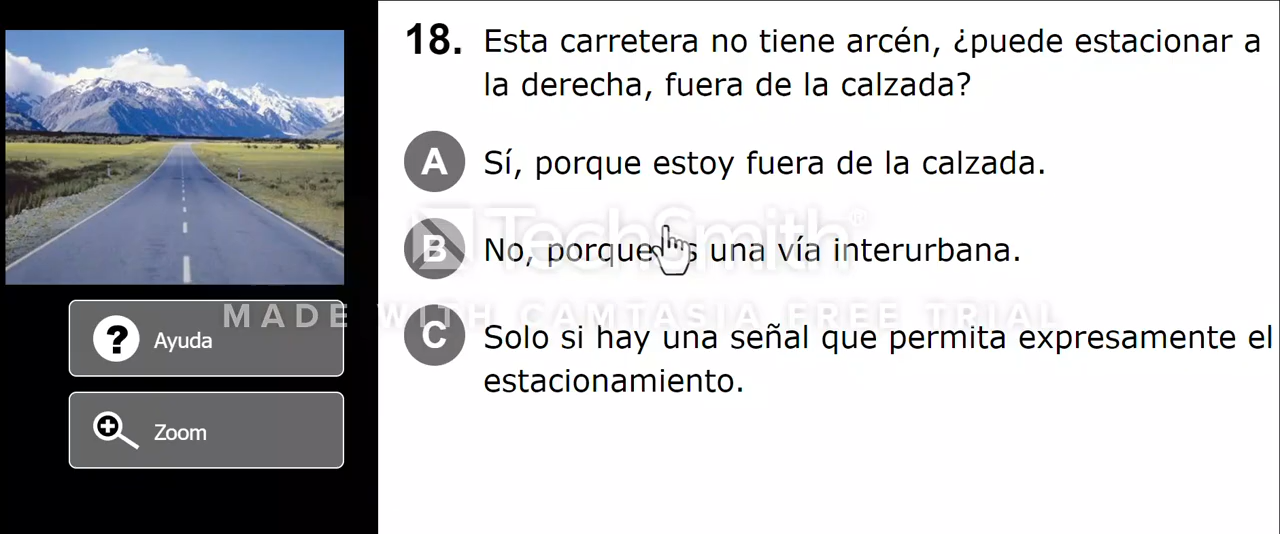 18. Esta carretera no tiene arcén, ¿puede estacionar a
la derecha, fuera de la calzada?
A Sí, porque estoy fuera de la calzada.
TechSmith®
B No, porque es una vía interurbana.
MADE WITH CAMTASIA FREE TRIAL
C Solo si hay una señal que permita expresamente el
estacionamiento.
? Ayuda
Zoom